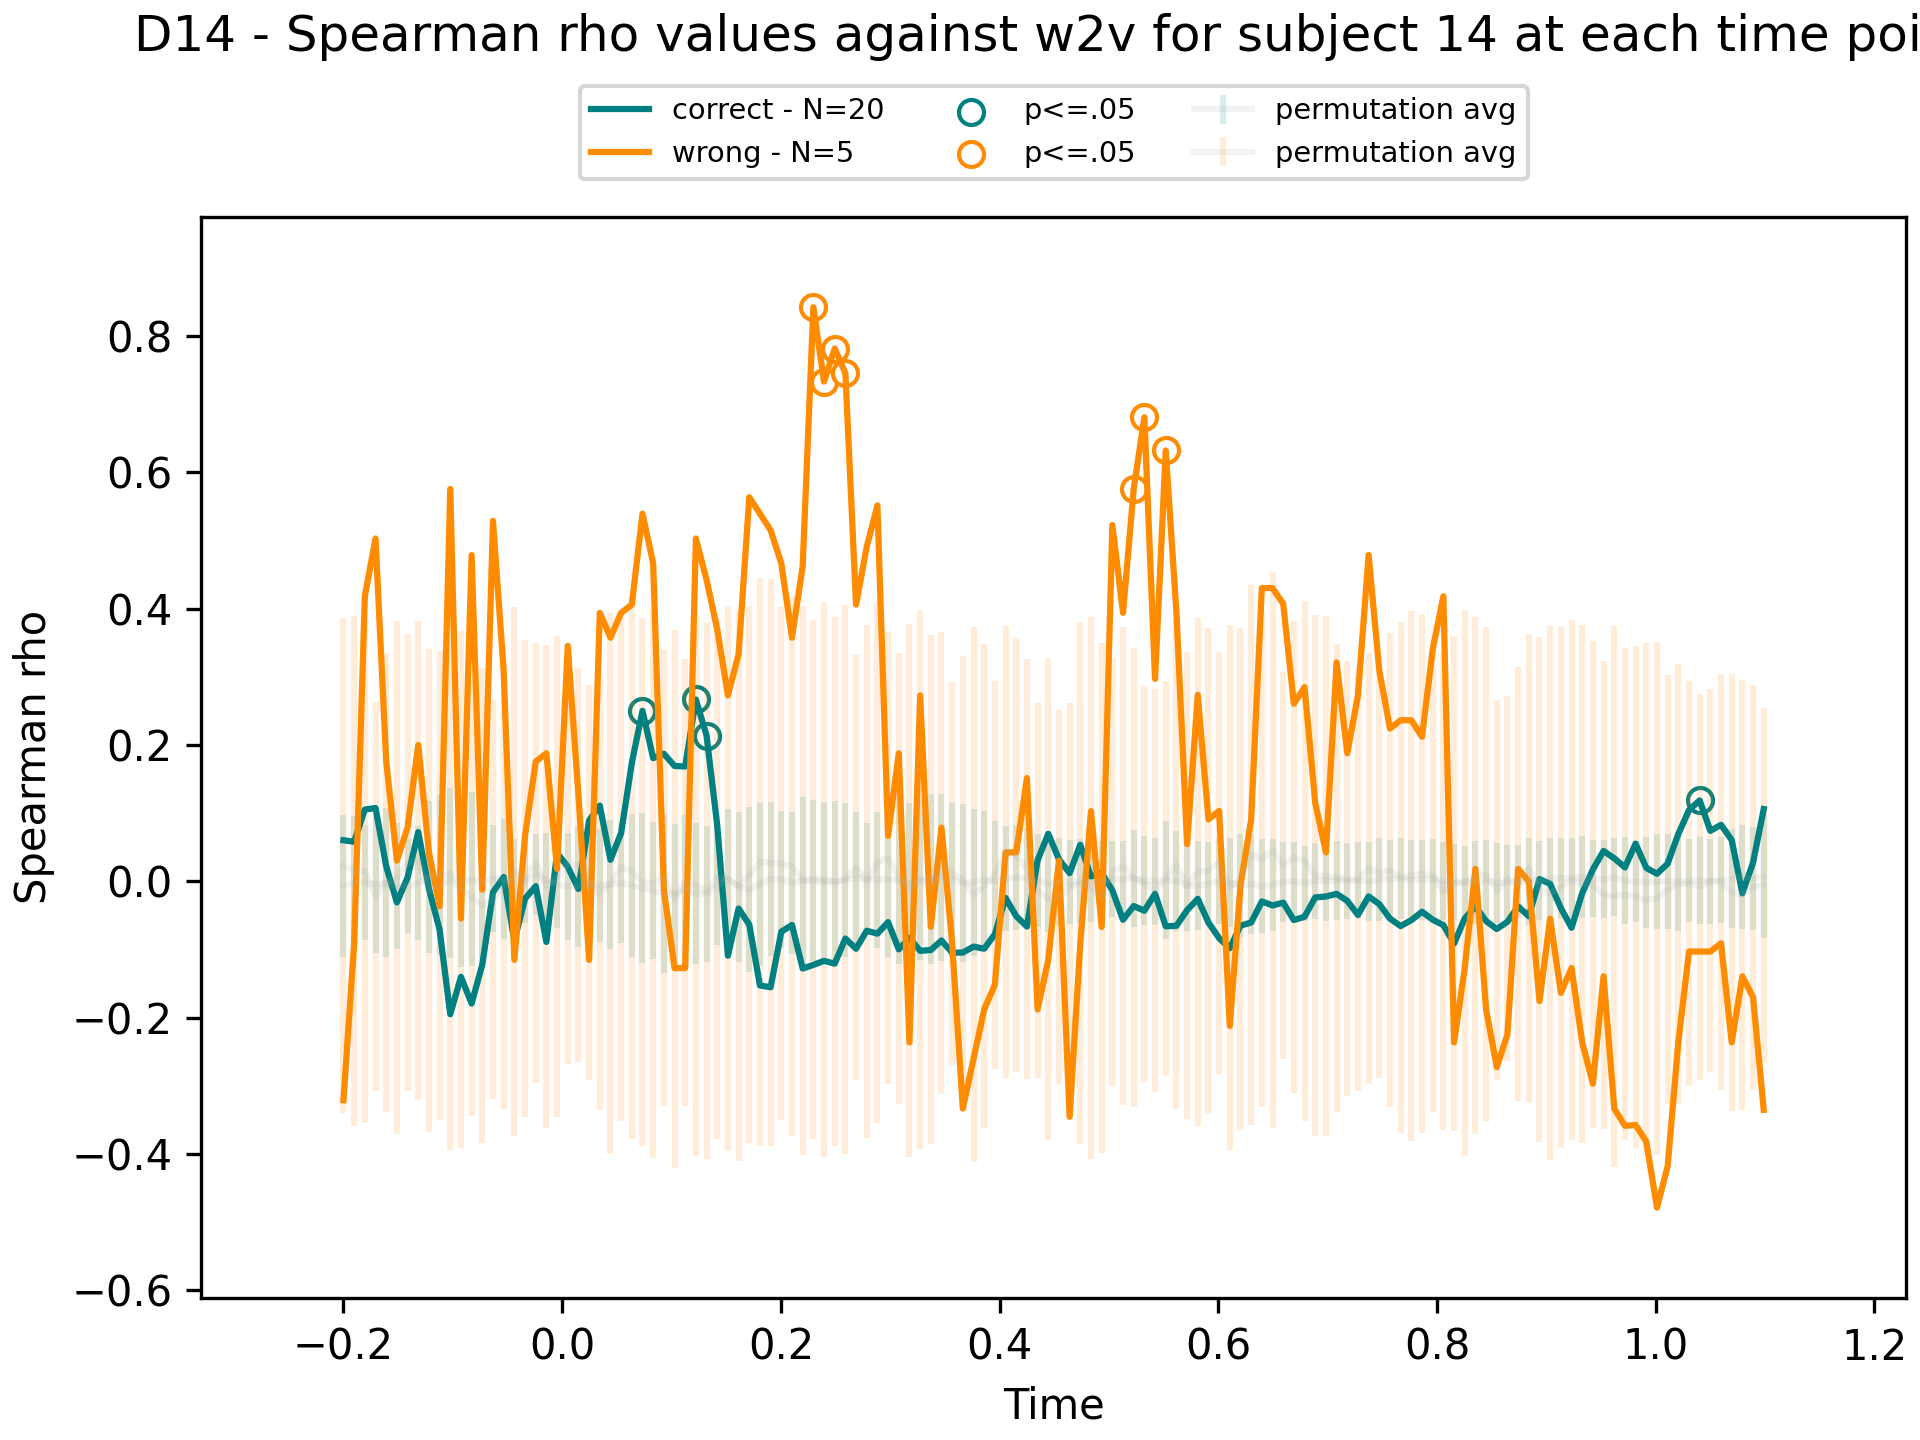 D14 - Spearman rho values against w2v for subject 14 at each time poi
correct - N=20
wrong - N=5
p<=.05
p<=.05
permutation avg
permutation avg
Spearman rho
0.8
0.6
0.4
0.2
0.0
−0.2
−0.4
−0.6
−0.2
0.0
0.2
0.4
0.6
0.8
1.0
1.2
Time